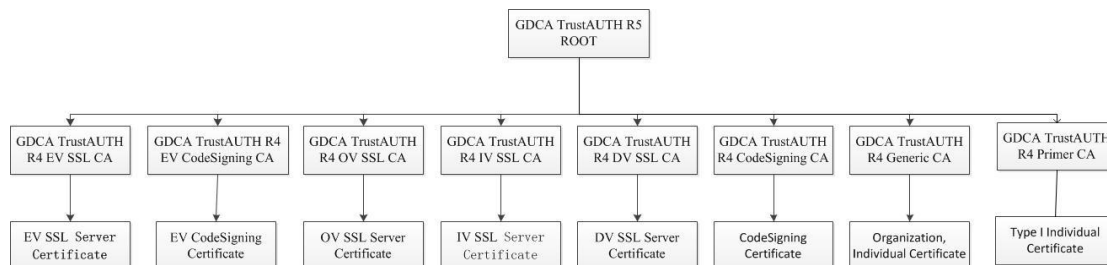 GDCA TrustAUTH R5
ROOT
GDCA TrustAUTH
R4 EV SSL CA
GDCA TrustAUTH R4
EV CodeSigning CA
GDCA TrustAUTH
R4 OV SSL CA
GDCA TrustAUTH
R4 IV SSL CA
GDCA TrustAUTH
R4 DV SSL CA
GDCA TrustAUTH
R4 CodeSigning CA
GDCA TrustAUTH
R4 Generic CA
GDCA TrustAUTH
R4 Primer CA
EV SSL Server
Certificate
EV CodeSigning
Certificate
OV SSL Server
Certificate
IV SSL Server
Certificate
DV SSL Server
Certificate
CodeSigning
Certificate
Organization,
Individual Certificate
Type I Individual
Certificate